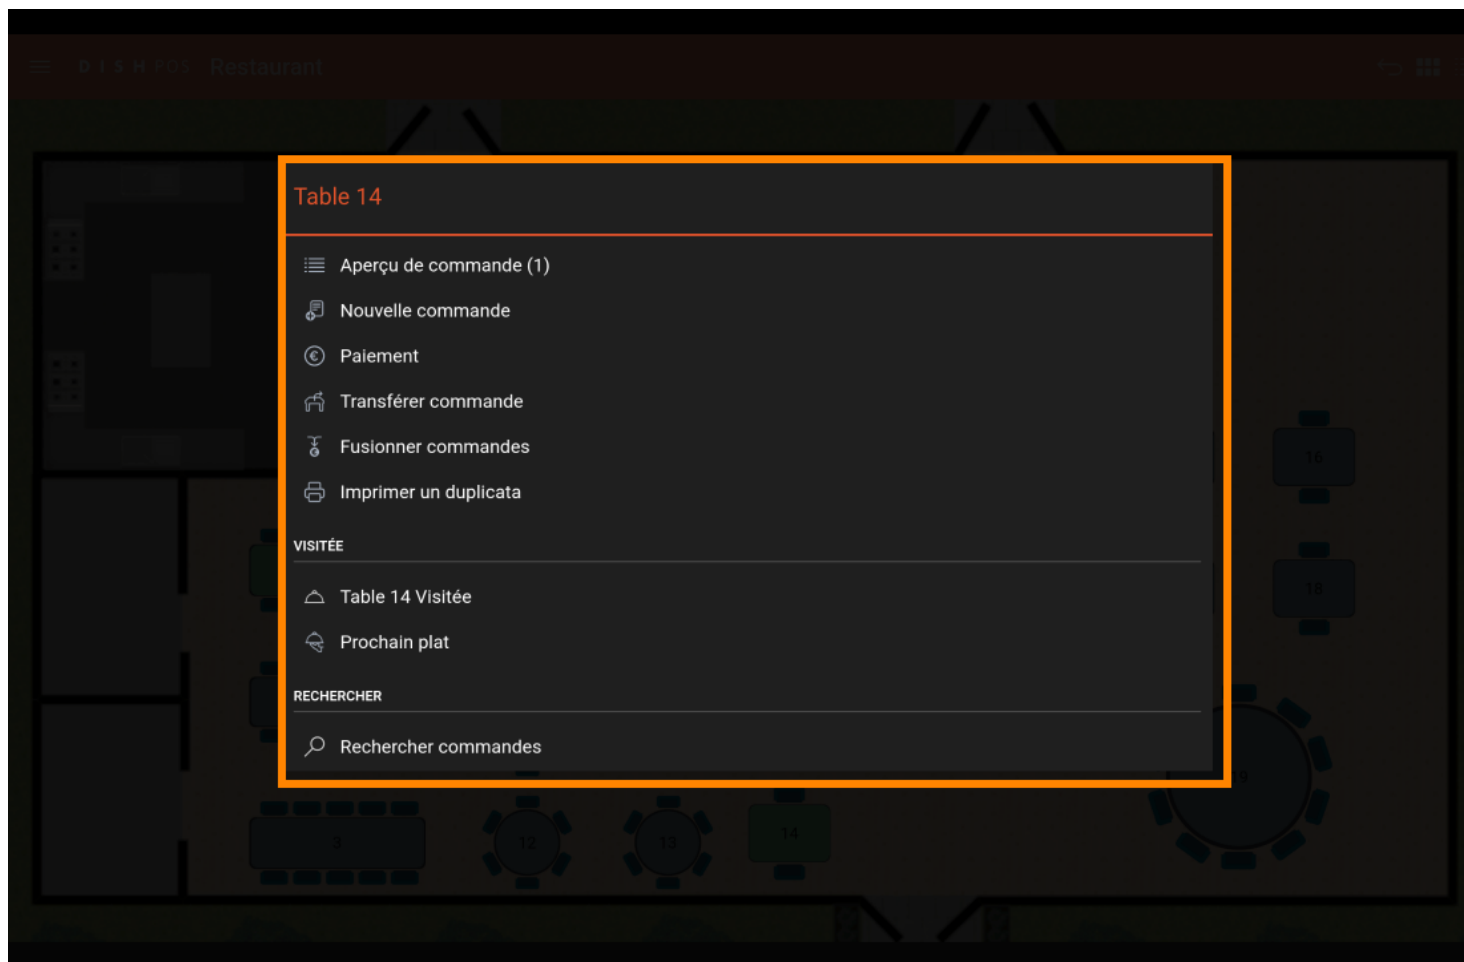 DISH POS Restaurant
Table 14
Aperçu de commande (1)
Nouvelle commande
Paiement
Transférer commande
Fusionner commandes
Imprimer un duplicata
VISITÉE
Table 14 Visitée
Prochain plat
RECHERCHER
Rechercher commandes
16
18
19
3
12
13
14